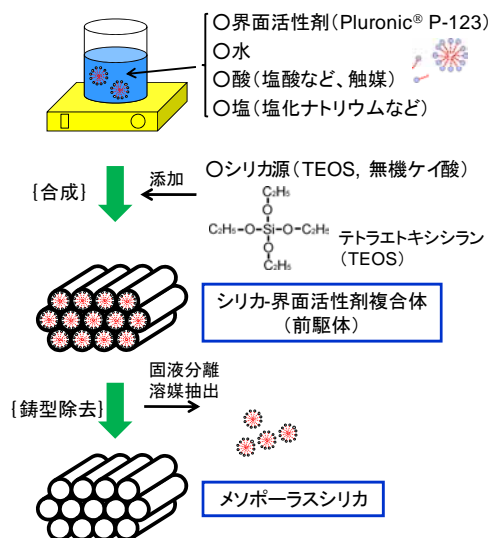 ○界面活性剤(Pluronic® P-123)
○水
○酸(塩酸など、触媒)
○塩(塩化ナトリウムなど)
{合成}
添加
○シリカ源(TEOS, 無機ケイ酸)
C₂H₅
O
C₂H₅-O-Si-O-C₂H₅
O
C₂H₅
テトラエトキシシラン
(TEOS)
シリカ-界面活性剤複合体
(前駆体)
{鋳型除去}
固液分離
溶媒抽出
メソポーラスシリカ